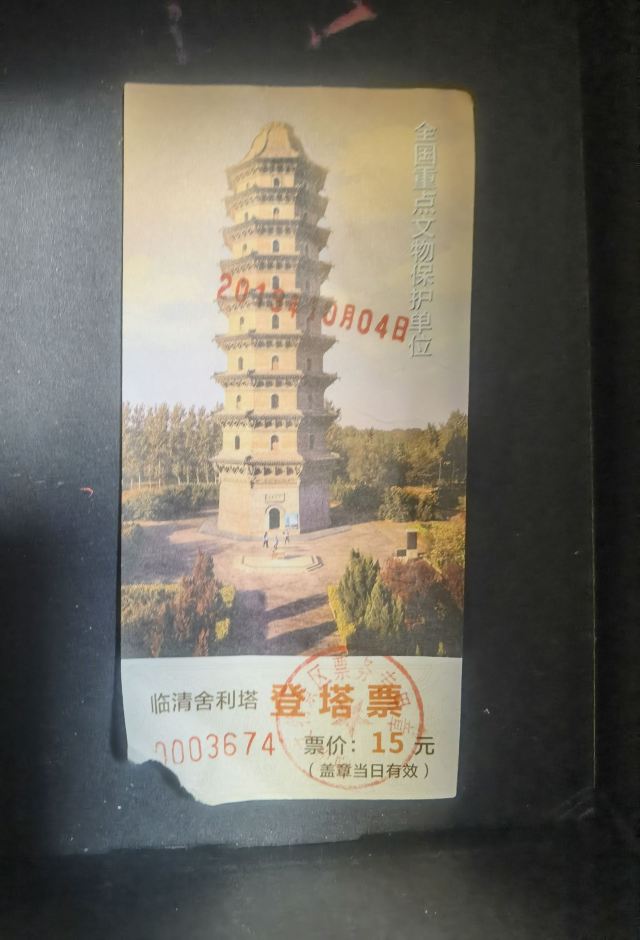 全国重点文物保护单位
2013年10月04日
临清舍利塔 登塔票
0003674 票价：15元
（盖章当日有效）